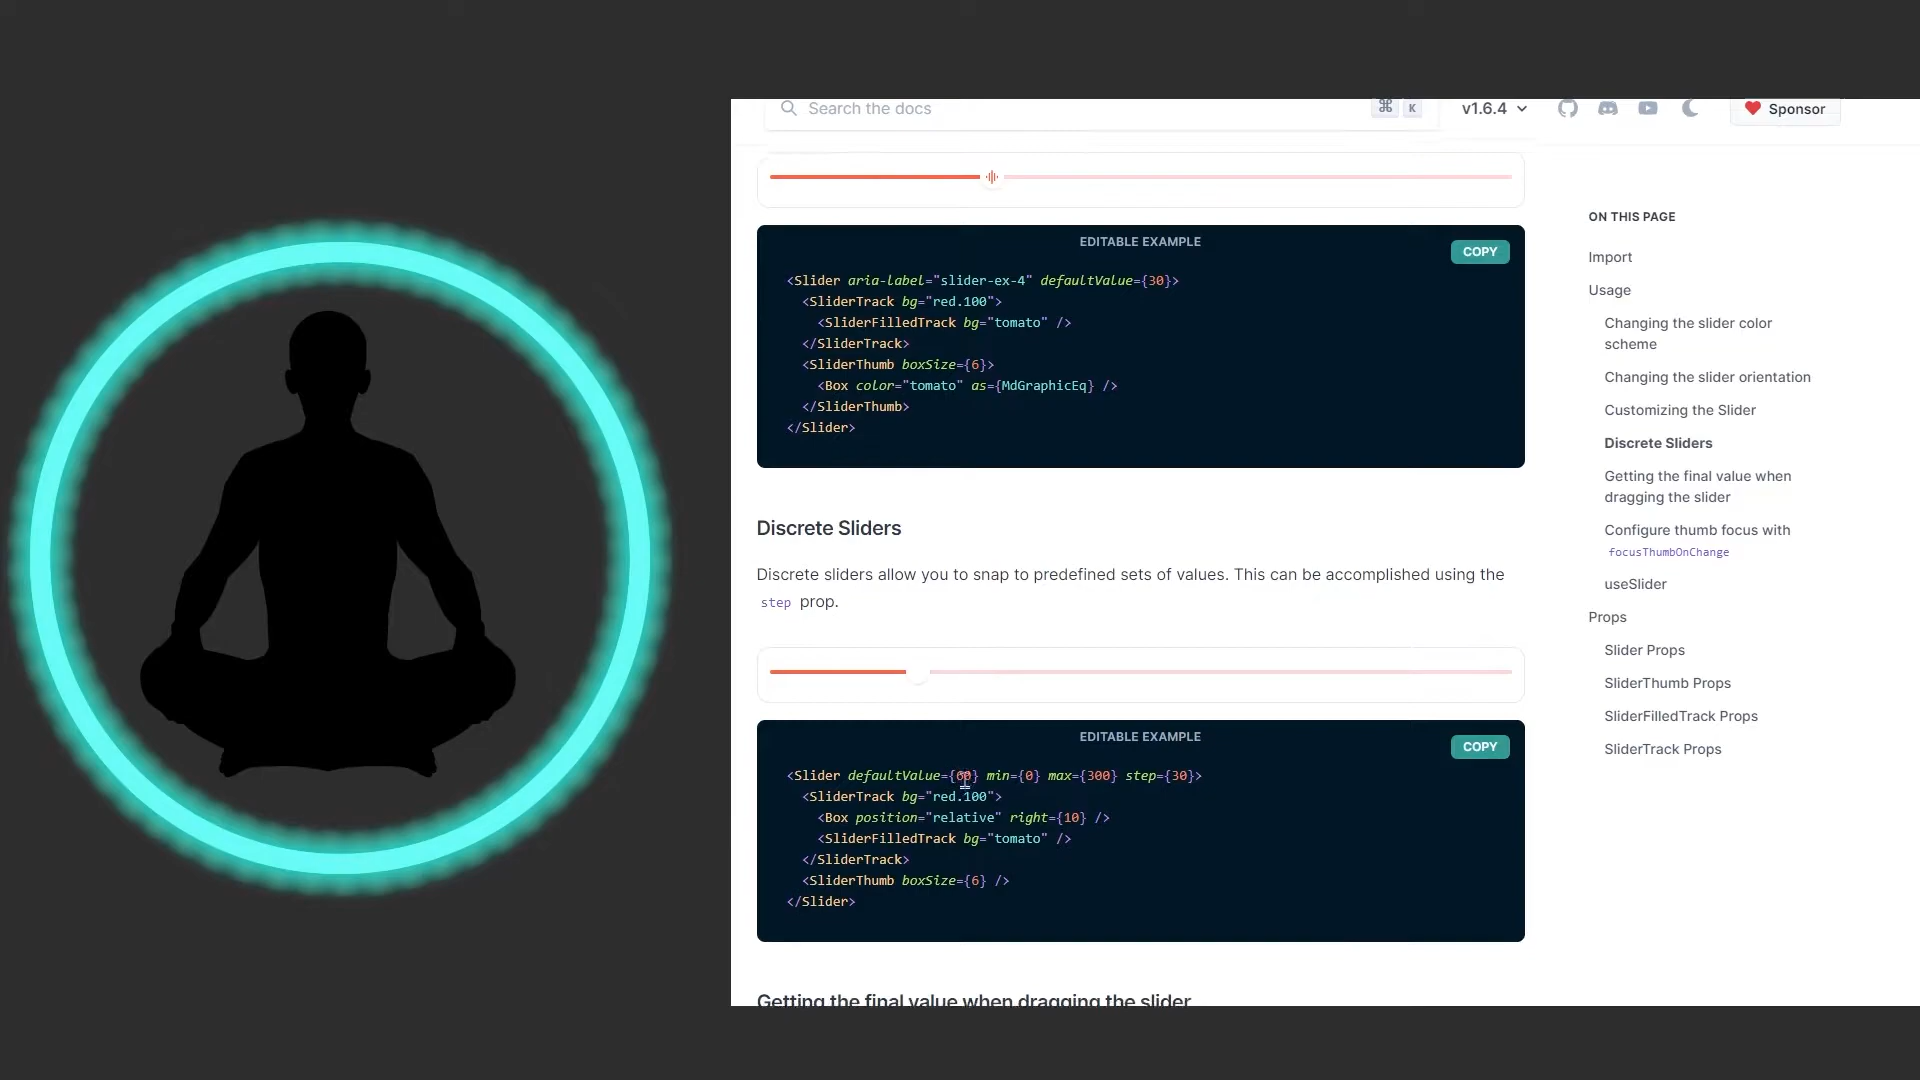 Search the docs
⌘ K
v1.6.4
Sponsor
EDITABLE EXAMPLE
COPY
<Slider aria-label="slider-ex-4" defaultValue={30}>
<SliderTrack bg="red.100">
<SliderFilledTrack bg="tomato" />
</SliderTrack>
<SliderThumb boxSize={6}>
<Box color="tomato" as={MdGraphicEq} />
</SliderThumb>
</Slider>
Discrete Sliders
Discrete sliders allow you to snap to predefined sets of values. This can be accomplished using the
step prop.
EDITABLE EXAMPLE
COPY
<Slider defaultValue={60} min={0} max={300} step={30}>
<SliderTrack bg="red.100">
<Box position="relative" right={10} />
<SliderFilledTrack bg="tomato" />
</SliderTrack>
<SliderThumb boxSize={6} />
</Slider>
Getting the final value when dragging the slider
ON THIS PAGE
Import
Usage
Changing the slider color
scheme
Changing the slider orientation
Customizing the Slider
Discrete Sliders
Getting the final value when
dragging the slider
Configure thumb focus with
focusThumbOnChange
useSlider
Props
Slider Props
SliderThumb Props
SliderFilledTrack Props
SliderTrack Props